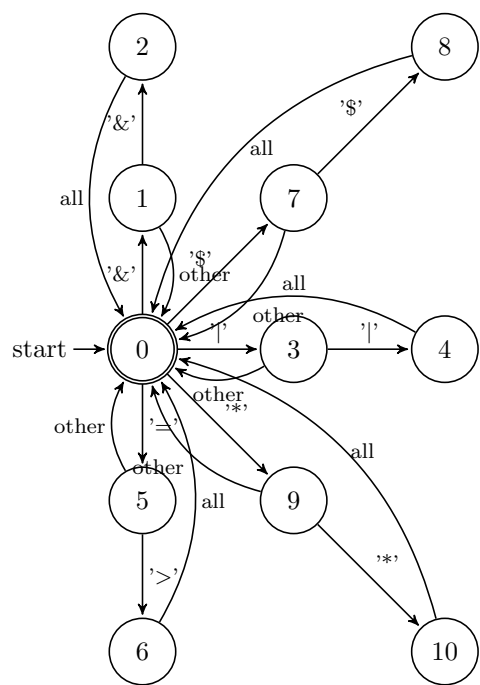 2
8
'&'
'$'
all
all
1
7
'$'
'&'
other
all
other
'|'
'|'
start
0
3
4
other
'*'
'='
other
all
other
5
9
all
'*'
'>'
6
10